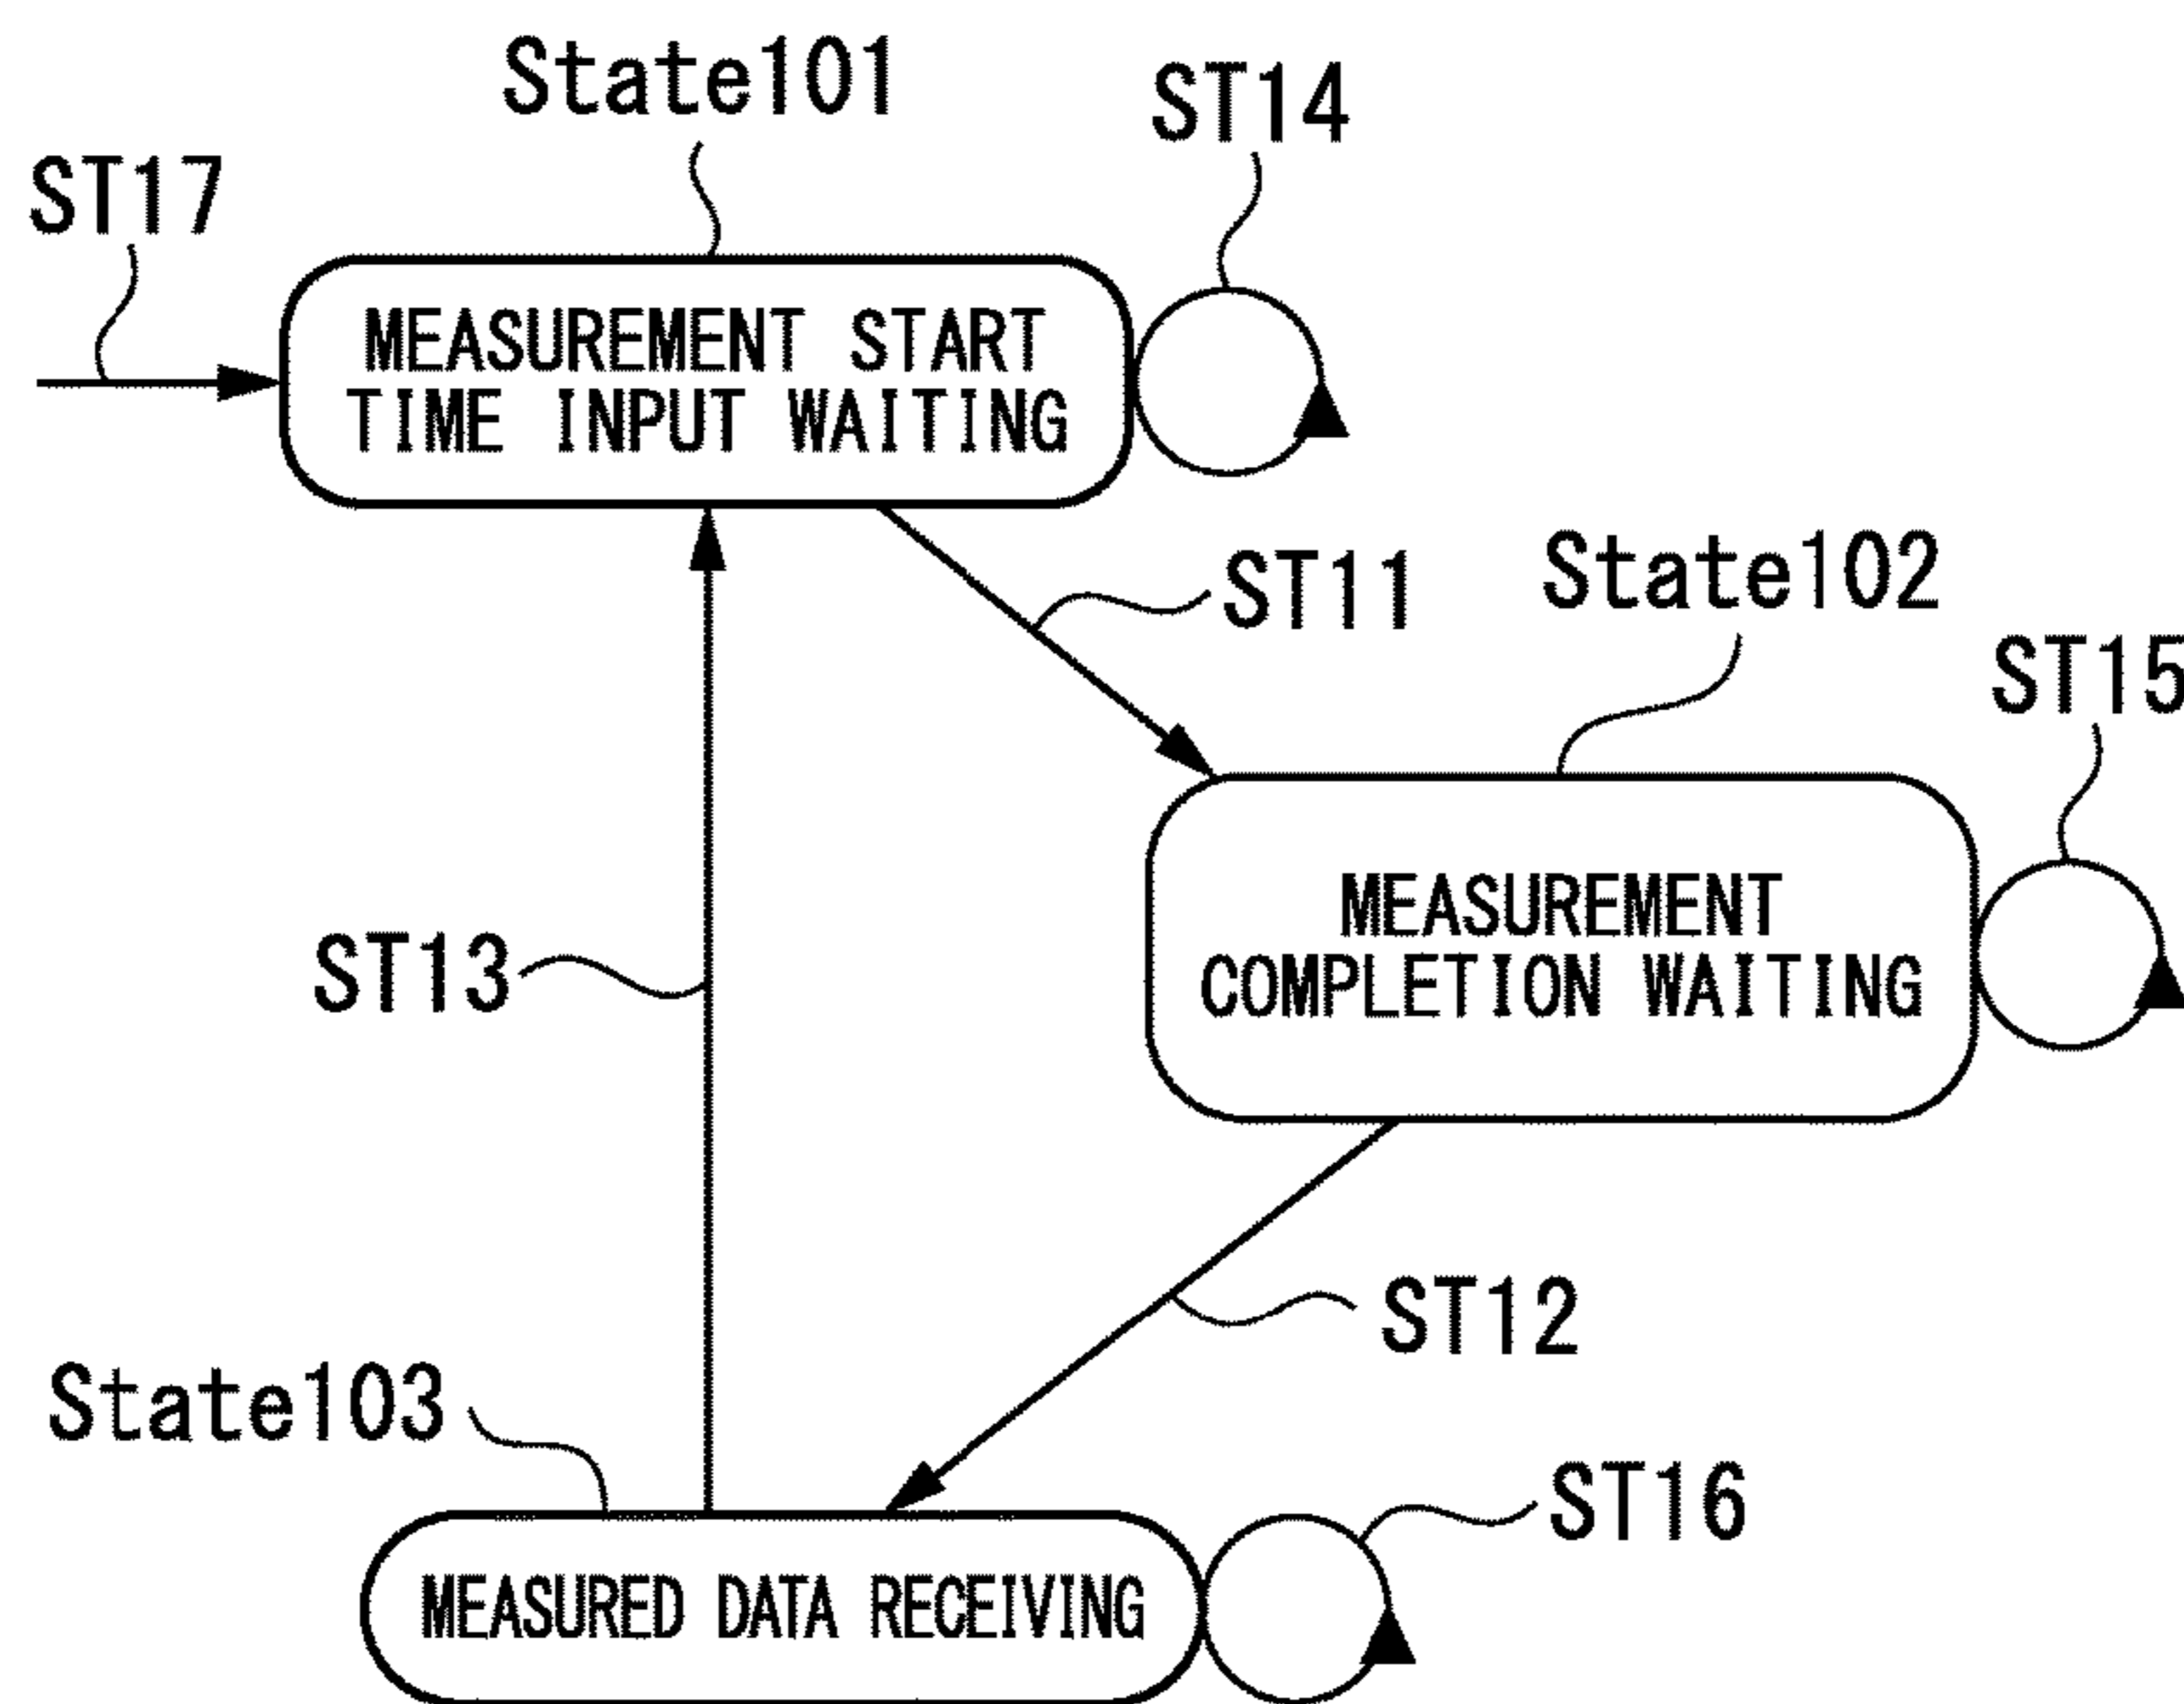 State101
ST14
ST17
MEASUREMENT START
TIME INPUT WAITING
ST11
State102
ST15
MEASUREMENT
COMPLETION WAITING
ST13
ST12
State103
ST16
MEASURED DATA RECEIVING